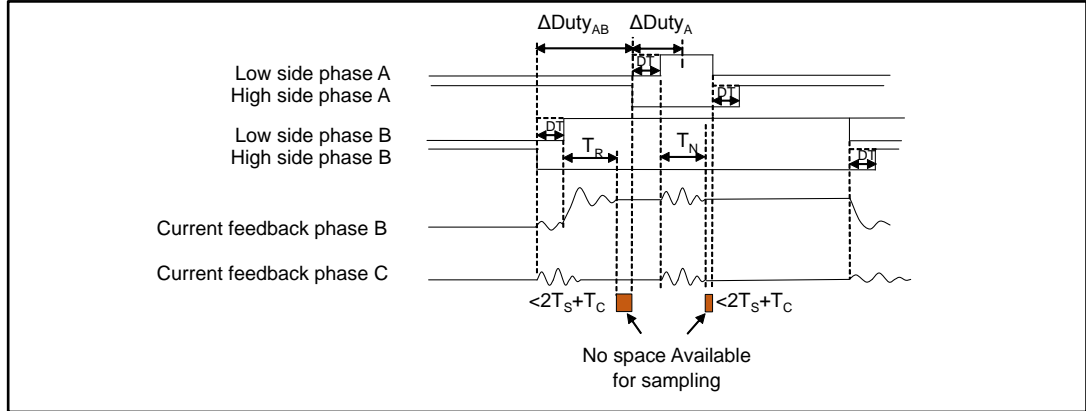 ΔDuty_AB ΔDuty_A
Low side phase A
DT
High side phase A
DT
Low side phase B
DT
High side phase B
T_R T_N
DT
Current feedback phase B
Current feedback phase C
<2T_S+T_C <2T_S+T_C
No space Available
for sampling